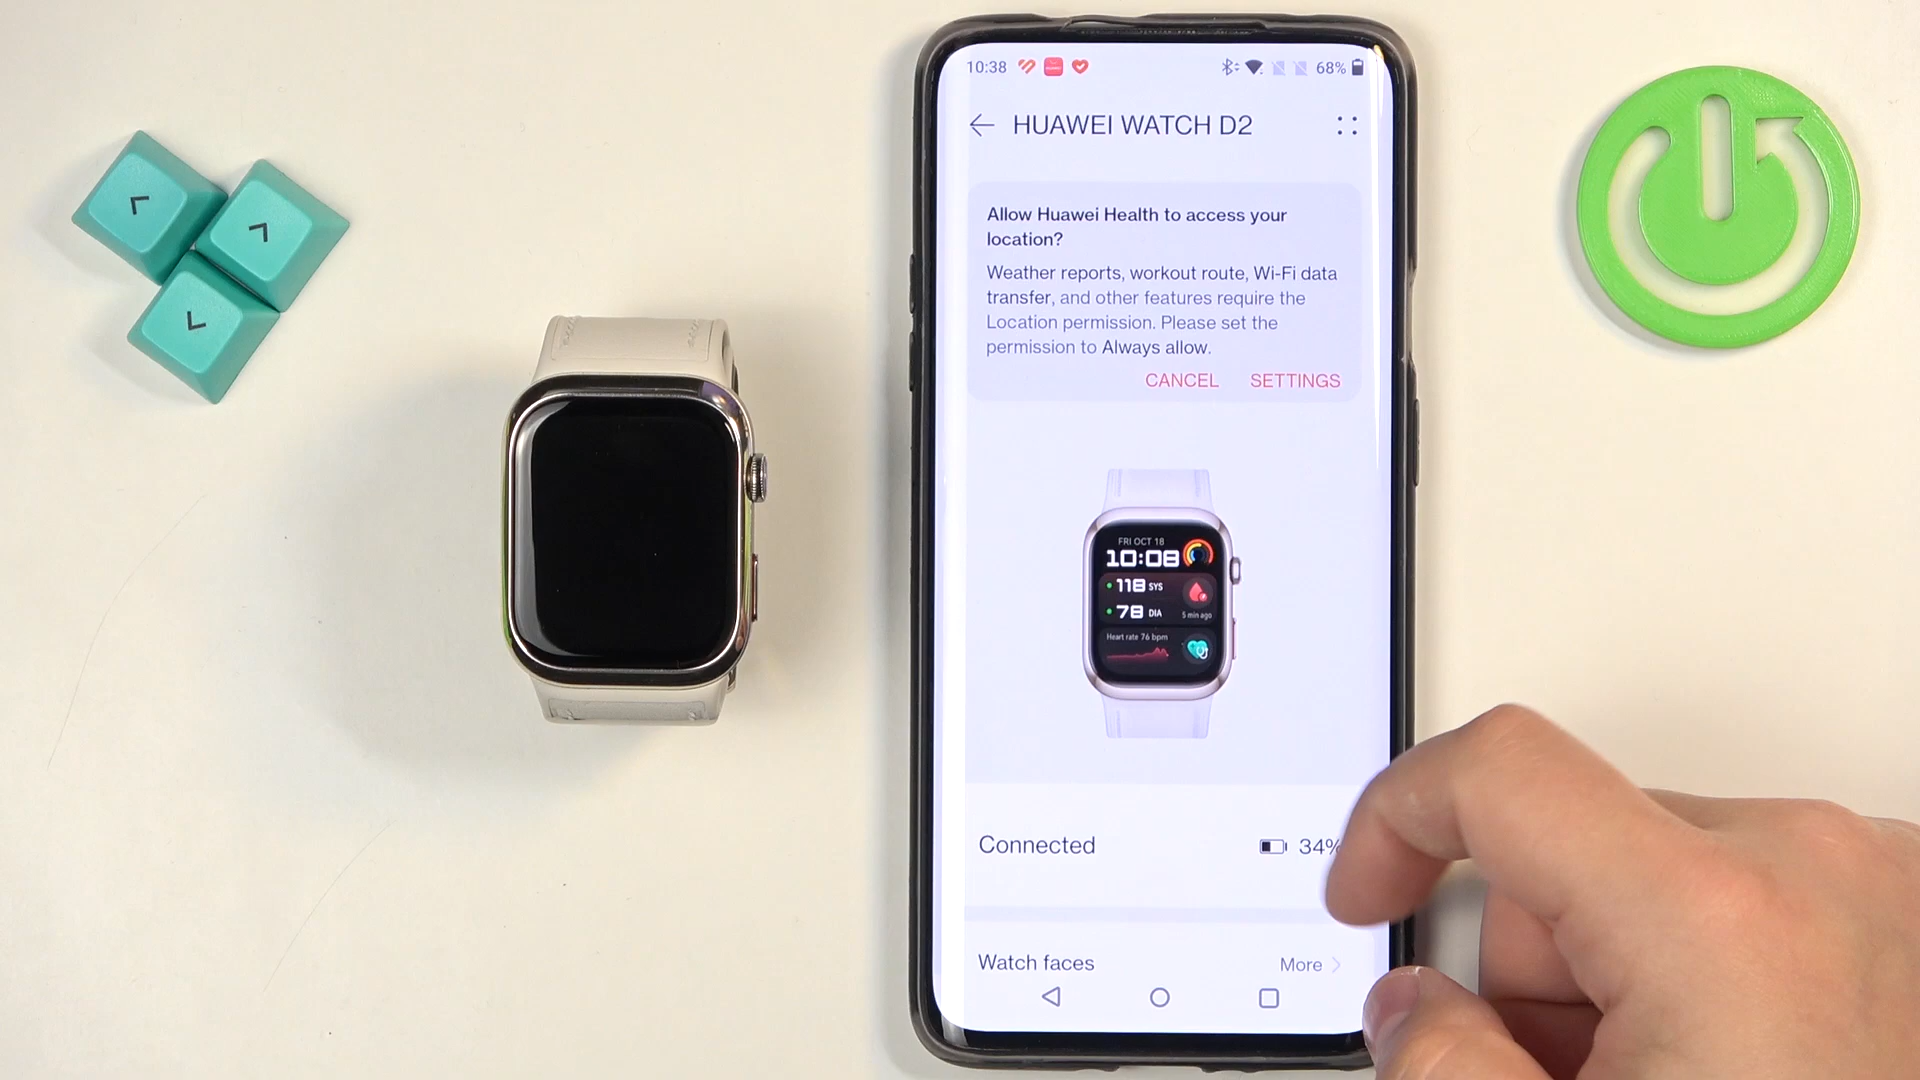 10:38
68%
HUAWEI WATCH D2
Allow Huawei Health to access your
location?
Weather reports, workout route, Wi-Fi data
transfer, and other features require the
Location permission. Please set the
permission to Always allow.
CANCEL SETTINGS
FRI OCT 18
10:08
118 SYS
78 DIA
5 min ago
Heart rate 76 bpm
Connected
34%
Watch faces
More